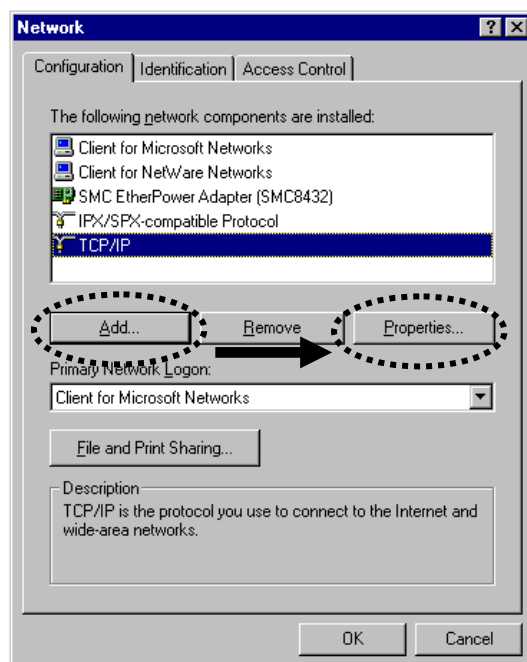 Network
Configuration Identification Access Control
The following network components are installed:
Client for Microsoft Networks
Client for NetWare Networks
SMC EtherPower Adapter (SMC8432)
IPX/SPX-compatible Protocol
TCP/IP
Add... Remove Properties...
Primary Network Logon:
Client for Microsoft Networks
File and Print Sharing...
Description
TCP/IP is the protocol you use to connect to the Internet and
wide-area networks.
OK Cancel